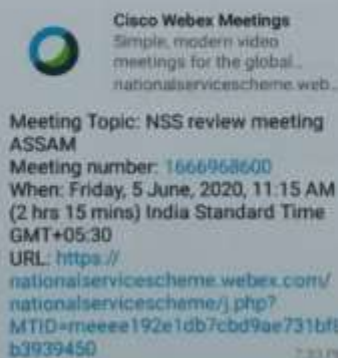 Cisco Webex Meetings
Simple, modern video
meetings for the global...
nationalservicescheme.web...
Meeting Topic: NSS review meeting
ASSAM
Meeting number: 1666968600
When: Friday, 5 June, 2020, 11:15 AM
(2 hrs 15 mins) India Standard Time
GMT+05:30
URL: https://
nationalservicescheme.webex.com/
nationalservicescheme/j.php?
MTID=meeee192e1db7cbd9ae731bf8
b3939450